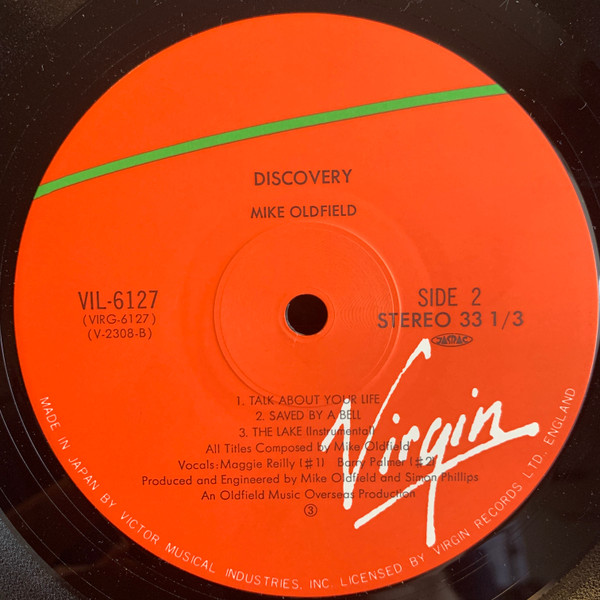 DISCOVERY
MIKE OLDFIELD
VIL-6127
(VIRG-6127)
(V-2308-B)
SIDE 2
STEREO 33 1/3
JASRAC
1. TALK ABOUT YOUR LIFE
2. SAVED BY A BELL
3. THE LAKE (Instrumental)
All Titles Composed by Mike Oldfield
Vocals: Maggie Reilly (#1) Barry Palmer (#2)
Produced and Engineered by Mike Oldfield and Simon Phillips
An Oldfield Music Overseas Production
③
Virgin
MADE IN JAPAN BY VICTOR MUSICAL INDUSTRIES, INC. LICENSED BY VIRGIN RECORDS LTD., ENGLAND